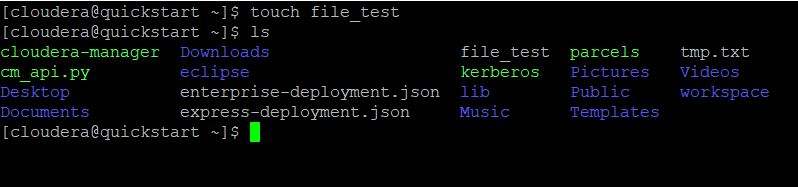 [cloudera@quickstart ~]$ touch file_test
[cloudera@quickstart ~]$ ls
cloudera-manager  Downloads                   file_test  parcels    tmp.txt
cm_api.py         eclipse                     kerberos   Pictures   Videos
Desktop           enterprise-deployment.json  lib        Public     workspace
Documents         express-deployment.json     Music      Templates
[cloudera@quickstart ~]$